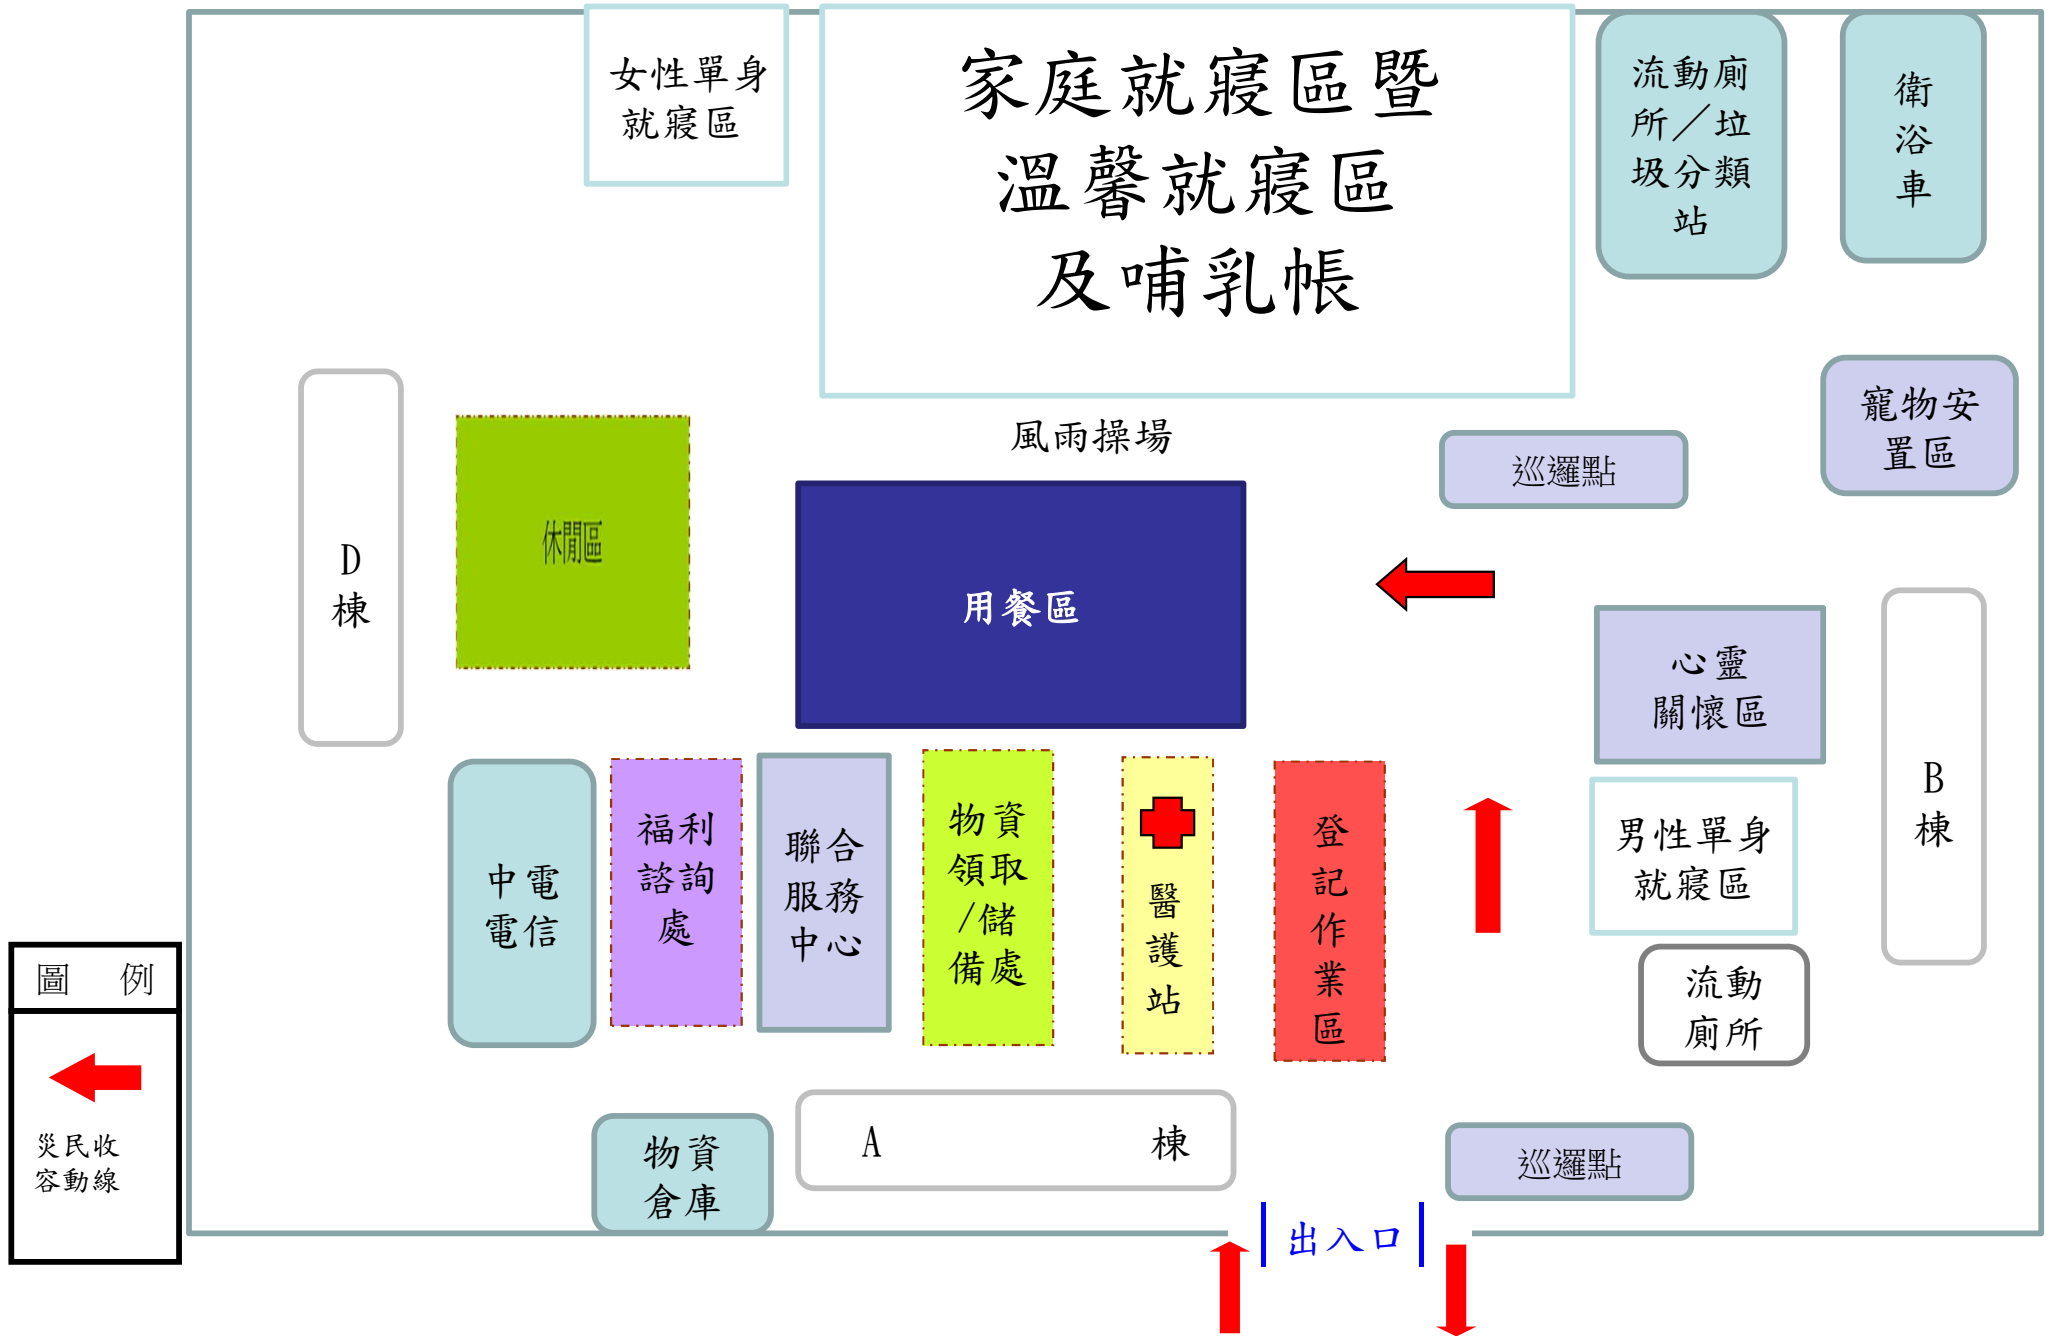 女性單身
就寢區
家庭就寢區暨
溫馨就寢區
及哺乳帳
流動廁
所／垃
圾分類
站
衛
浴
車
寵物安
置區
風雨操場
巡邏點
D
棟
休閒區
用餐區
心靈
關懷區
B
棟
男性單身
就寢區
流動
廁所
中電
電信
福利
諮詢
處
聯合
服務
中心
物資
領取
/儲
備處
醫
護
站
登
記
作
業
區
圖 例
災民收
容動線
物資
倉庫
A 棟
巡邏點
出入口